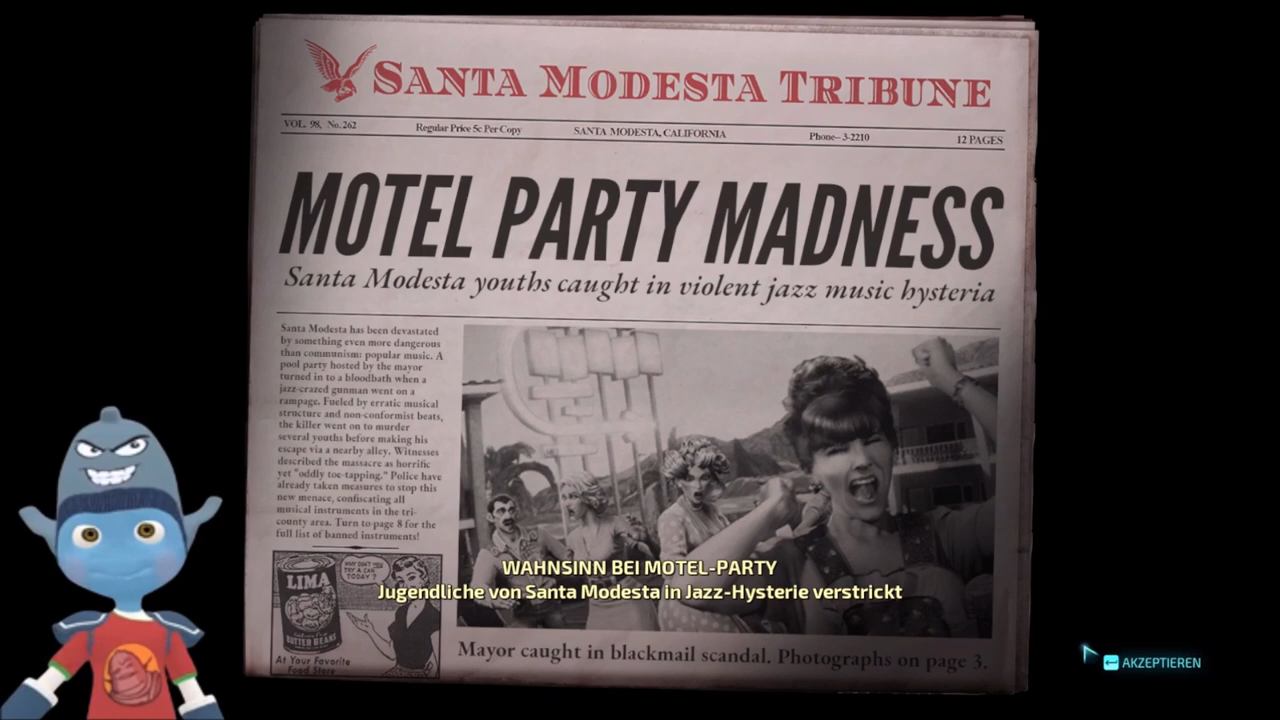 SANTA MODESTA TRIBUNE
VOL. 98, No. 262 Regular Price 5c Per Copy SANTA MODESTA, CALIFORNIA Phone– 3-2210 12 PAGES
MOTEL PARTY MADNESS
Santa Modesta youths caught in violent jazz music hysteria
Santa Modesta has been devastated
by something even more dangerous
than communism: popular music. A
pool party hosted by the mayor
turned in to a bloodbath when a
jazz-crazed gunman went on a
rampage. Fueled by erratic musical
structure and non-conformist beats,
the killer went on to murder
several youths before making his
escape via a nearby alley. Witnesses
described the massacre as horrific
yet "oddly toe-tapping." Police have
already taken measures to stop this
new menace, confiscating all
musical instruments in the tri-
county area. Turn to page 8 for the
full list of banned instruments!
WHY DON'T YOU
TRY A CAN
TODAY?
LIMA
BUTTER BEANS
At Your Favorite
Food Store
WAHNSINN BEI MOTEL-PARTY
Jugendliche von Santa Modesta in Jazz-Hysterie verstrickt
Mayor caught in blackmail scandal. Photographs on page 3.
AKZEPTIEREN